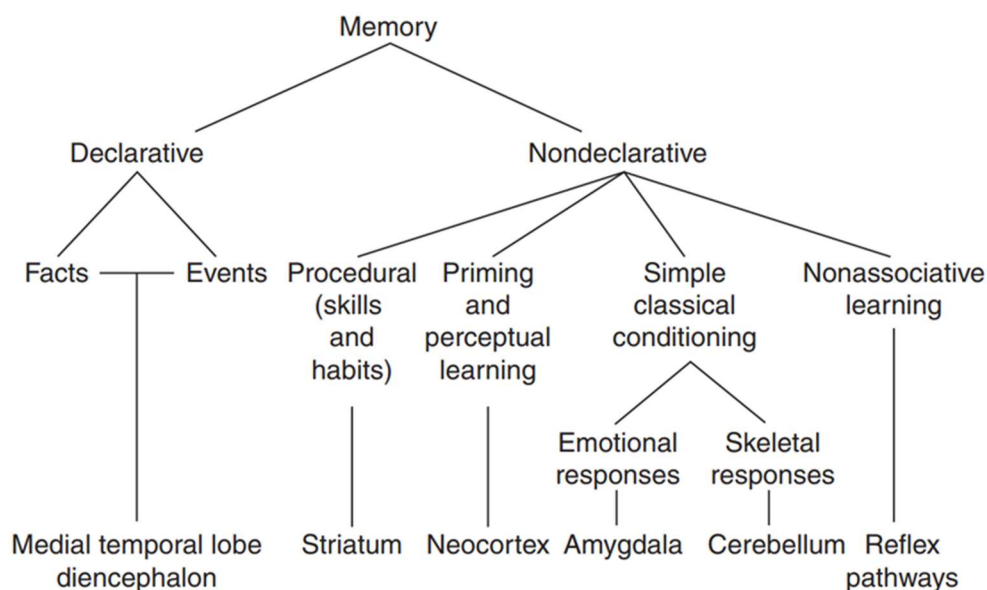 Memory
Declarative
Nondeclarative
Facts
Events
Procedural
(skills
and
habits)
Priming
and
perceptual
learning
Simple
classical
conditioning
Nonassociative
learning
Emotional
responses
Skeletal
responses
Medial temporal lobe
diencephalon
Striatum
Neocortex
Amygdala
Cerebellum
Reflex
pathways